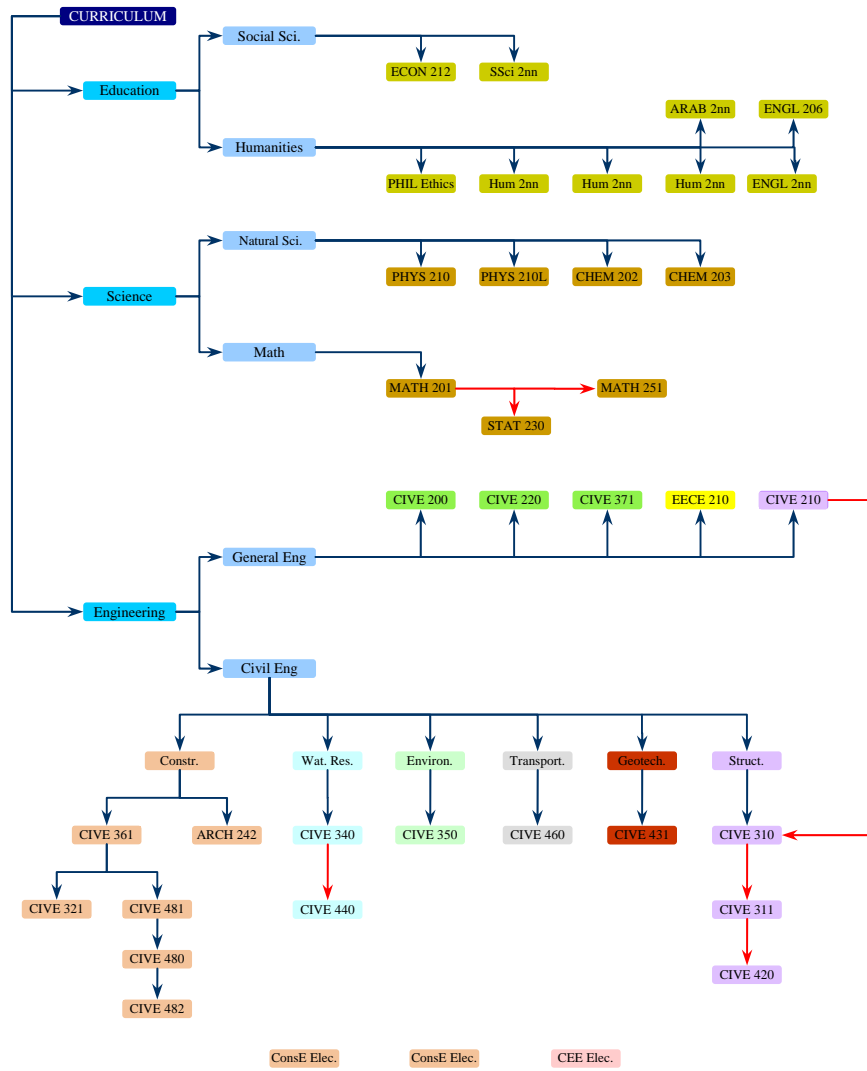 CURRICULUM
Social Sci.
ECON 212
SSci 2nn
Education
ARAB 2nn
ENGL 206
Humanities
PHIL Ethics
Hum 2nn
Hum 2nn
Hum 2nn
ENGL 2nn
Natural Sci.
PHYS 210
PHYS 210L
CHEM 202
CHEM 203
Science
Math
MATH 201
MATH 251
STAT 230
CIVE 200
CIVE 220
CIVE 371
EECE 210
CIVE 210
General Eng
Engineering
Civil Eng
Constr.
Wat. Res.
Environ.
Transport.
Geotech.
Struct.
CIVE 361
ARCH 242
CIVE 340
CIVE 350
CIVE 460
CIVE 431
CIVE 310
CIVE 321
CIVE 481
CIVE 440
CIVE 311
CIVE 480
CIVE 420
CIVE 482
ConsE Elec.
ConsE Elec.
CEE Elec.